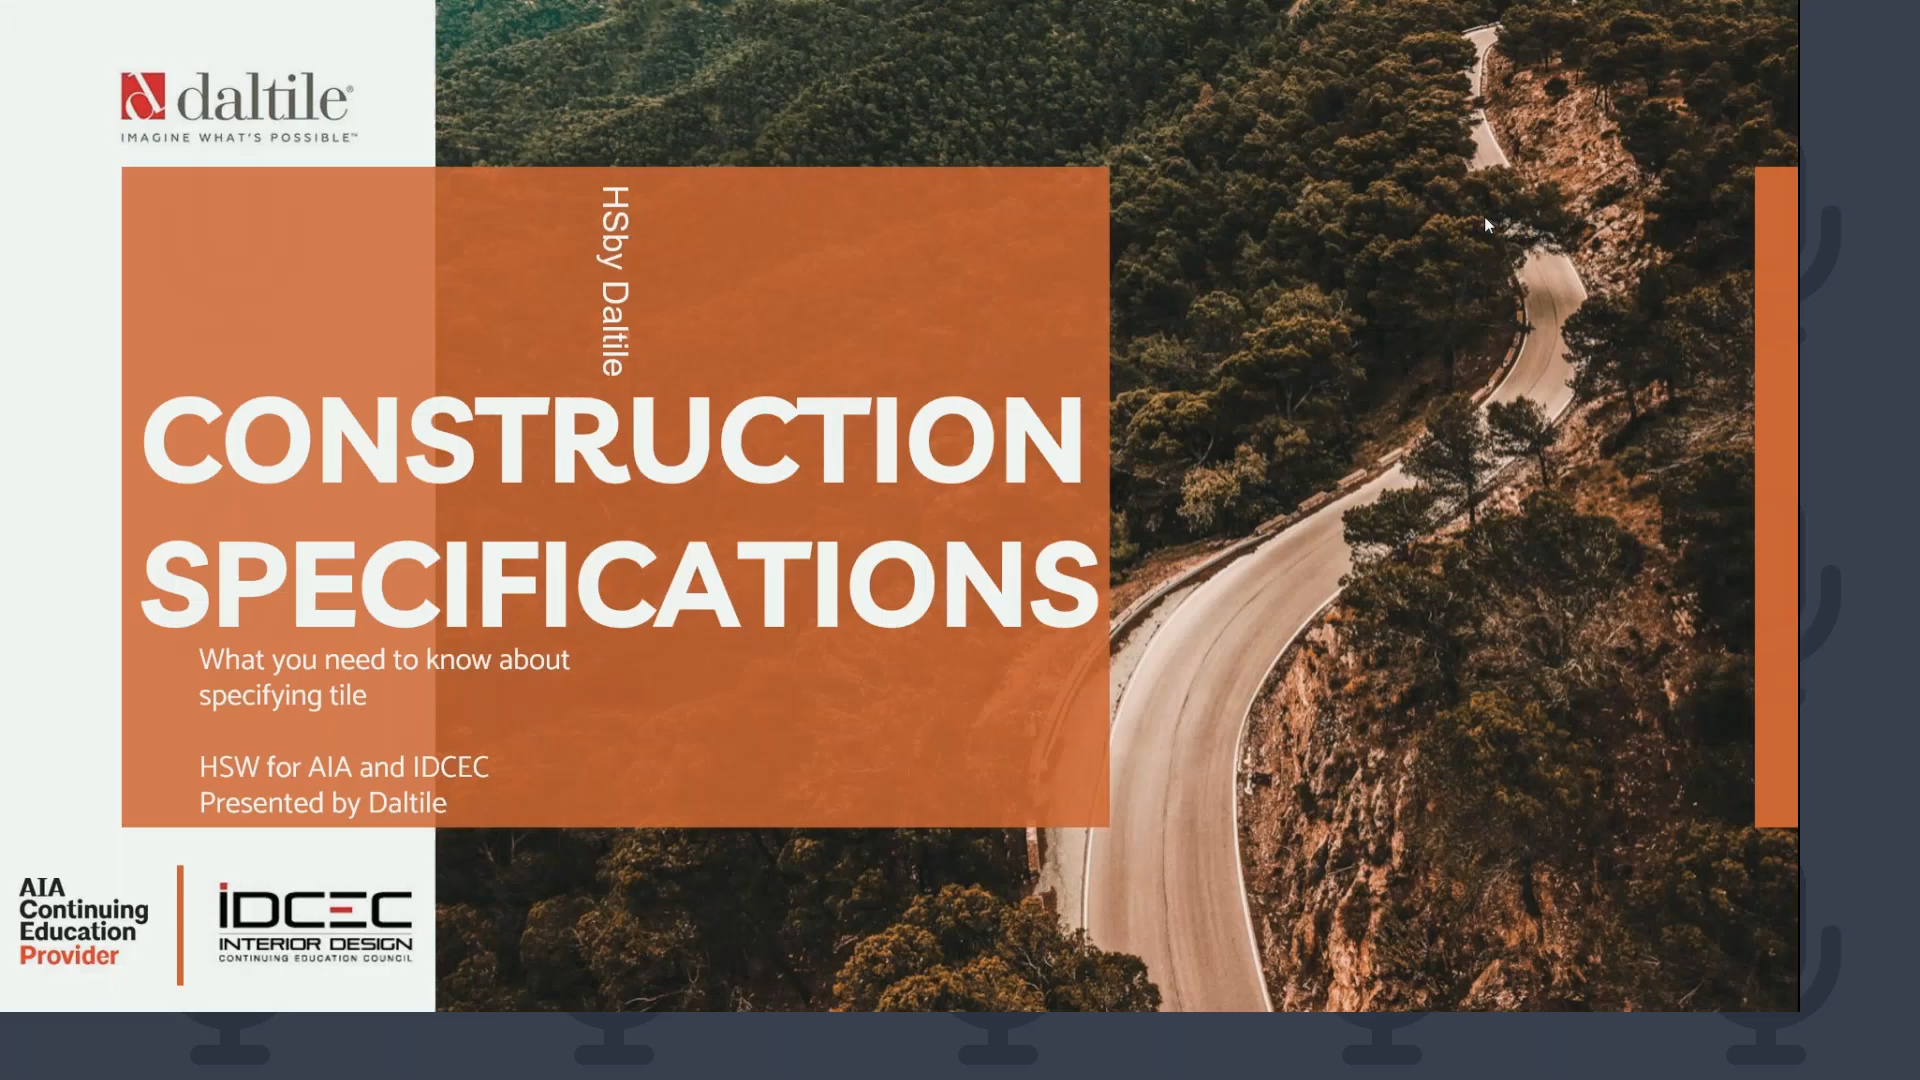 daltile®
IMAGINE WHAT'S POSSIBLE™
HSby Daltile
CONSTRUCTION
SPECIFICATIONS
What you need to know about
specifying tile
HSW for AIA and IDCEC
Presented by Daltile
AIA
Continuing
Education
Provider
iDCEC
INTERIOR DESIGN
CONTINUING EDUCATION COUNCIL